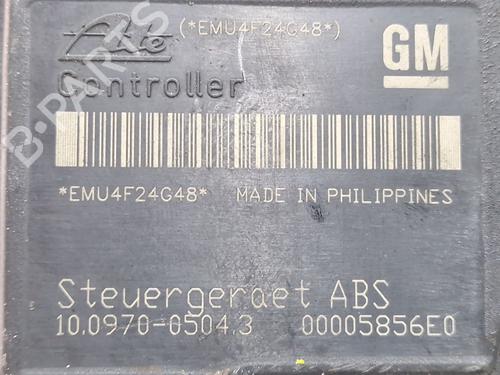 Ate (*EMU4F24G48*) GM
Controller
*EMU4F24G48* MADE IN PHILIPPINES
Steuergeraet ABS
10.0970-0504.3 00005856E0
B-PARTS